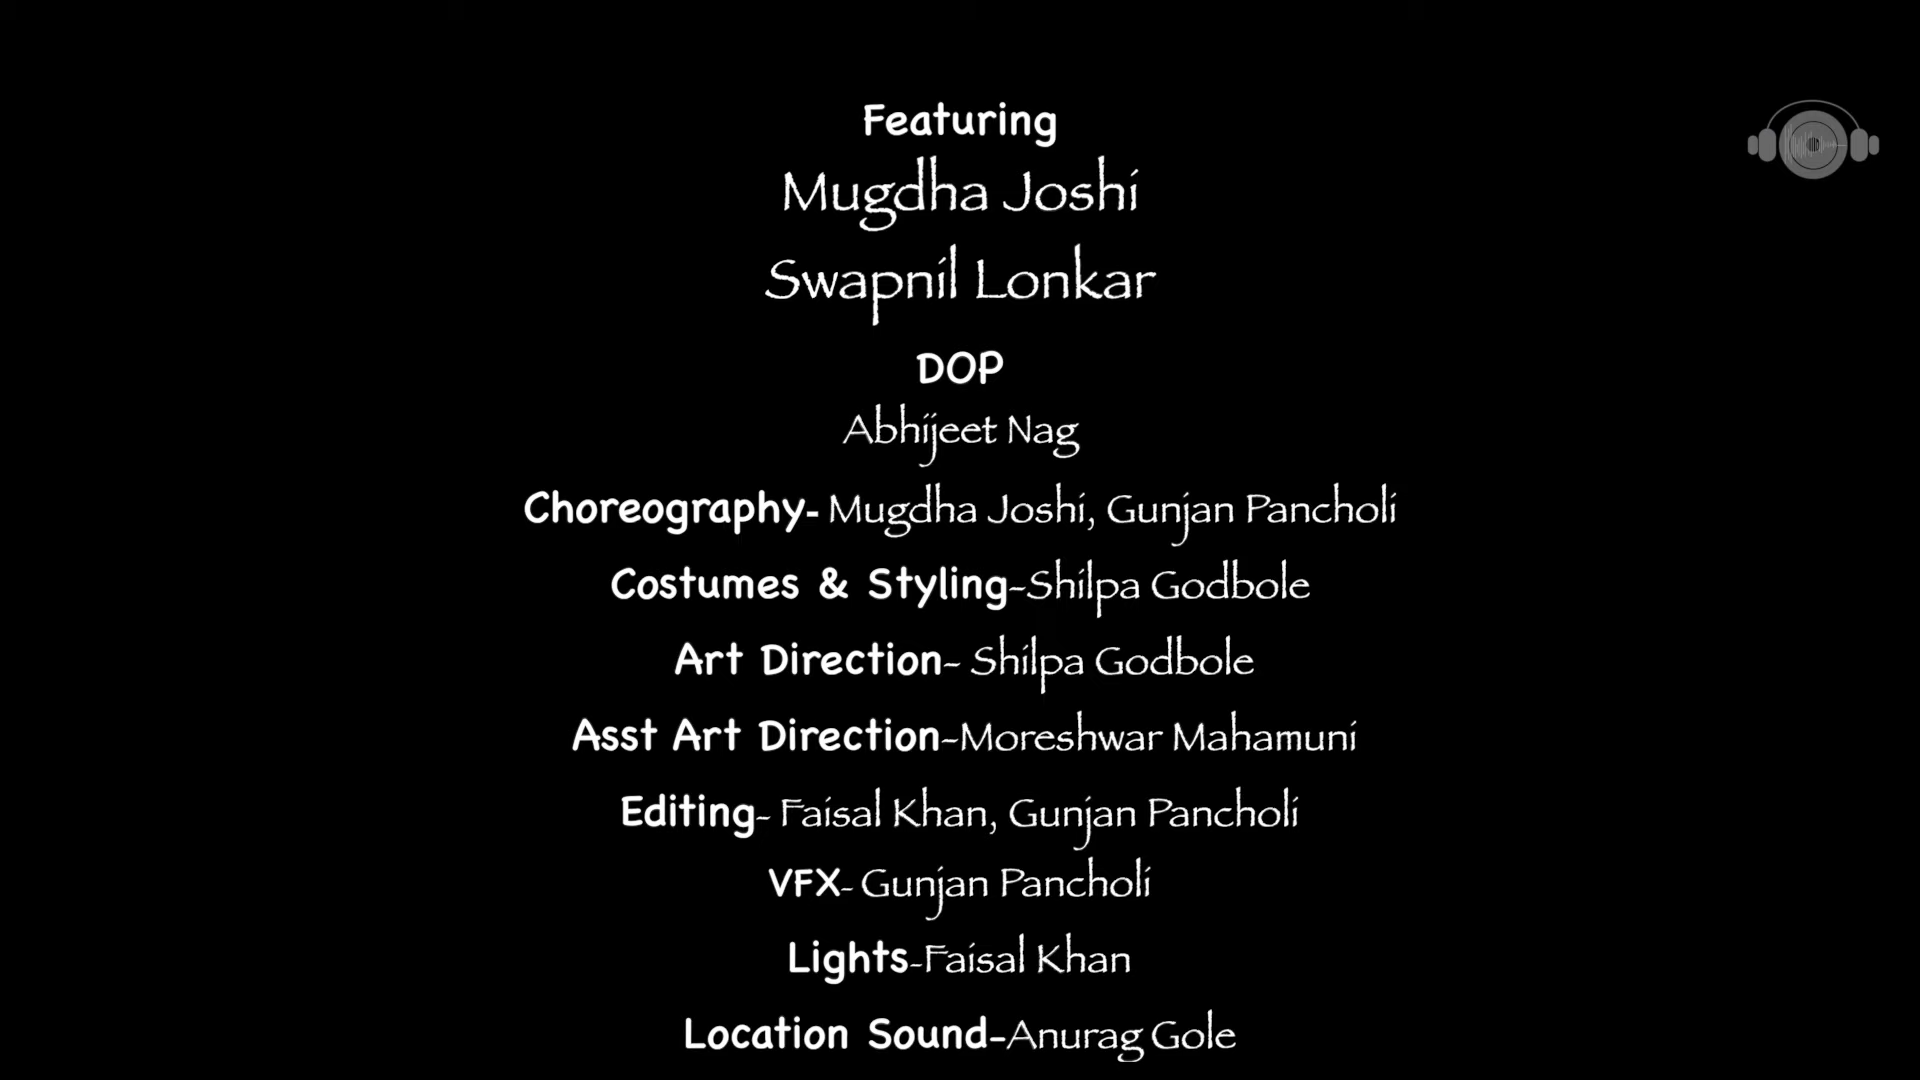 Featuring
Mugdha Joshi
Swapnil Lonkar
DOP
Abhijeet Nag
Choreography- Mugdha Joshi, Gunjan Pancholi
Costumes & Styling-Shilpa Godbole
Art Direction- Shilpa Godbole
Asst Art Direction-Moreshwar Mahamuni
Editing- Faisal Khan, Gunjan Pancholi
VFX- Gunjan Pancholi
Lights-Faisal Khan
Location Sound-Anurag Gole